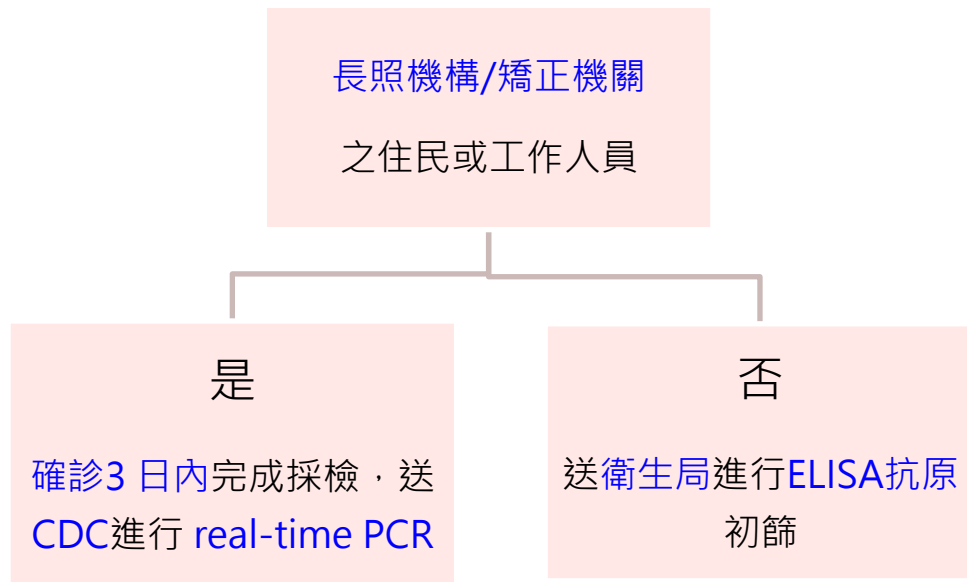 長照機構/矯正機關
之住民或工作人員
是
確診3 日內完成採檢，送
CDC進行 real-time PCR
否
送衛生局進行ELISA抗原
初篩